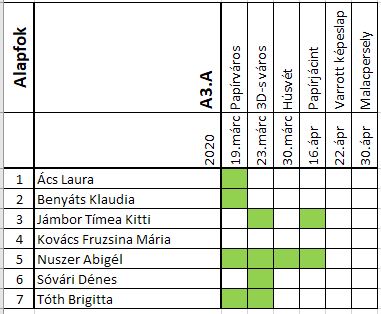 Alapfok
A3.A
2020
Papírváros
3D-s város
Húsvét
Papírjácint
Varrott képeslap
Malacpersely
19.márc
23.márc
30.márc
16.ápr
22.ápr
30.ápr
1 Ács Laura
2 Benyáts Klaudia
3 Jámbor Tímea Kitti
4 Kovács Fruzsina Mária
5 Nuszer Abigél
6 Sóvári Dénes
7 Tóth Brigitta